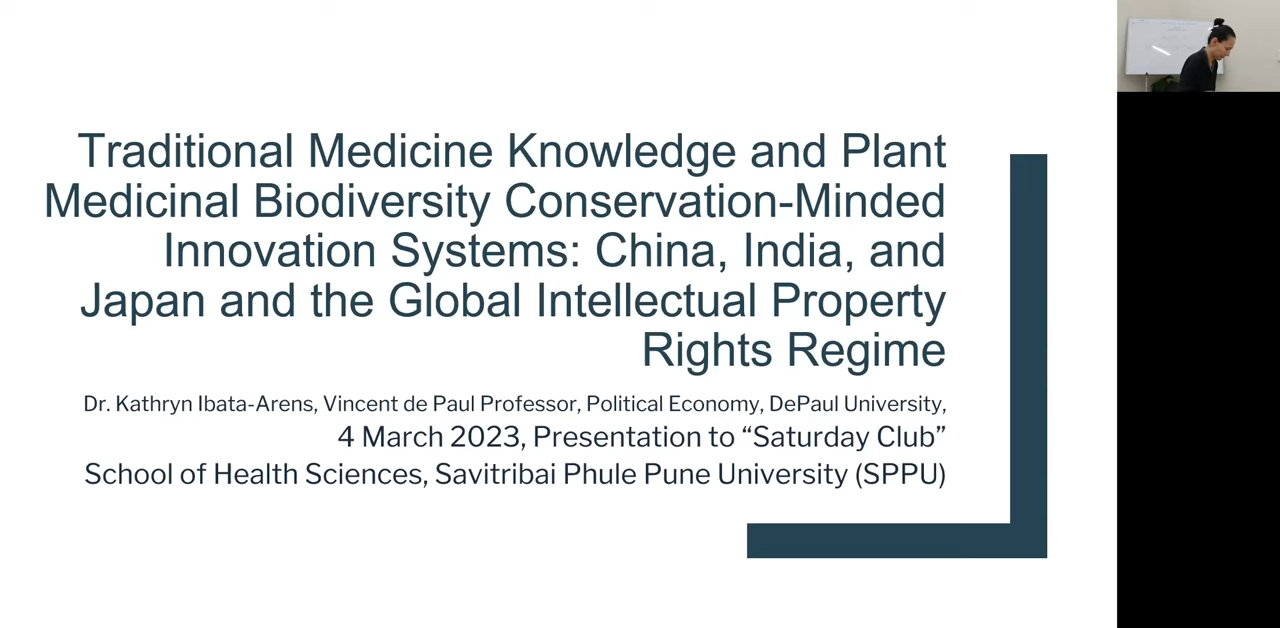 Traditional Medicine Knowledge and Plant
Medicinal Biodiversity Conservation-Minded
Innovation Systems: China, India, and
Japan and the Global Intellectual Property
Rights Regime
Dr. Kathryn Ibata-Arens, Vincent de Paul Professor, Political Economy, DePaul University,
4 March 2023, Presentation to “Saturday Club”
School of Health Sciences, Savitribai Phule Pune University (SPPU)